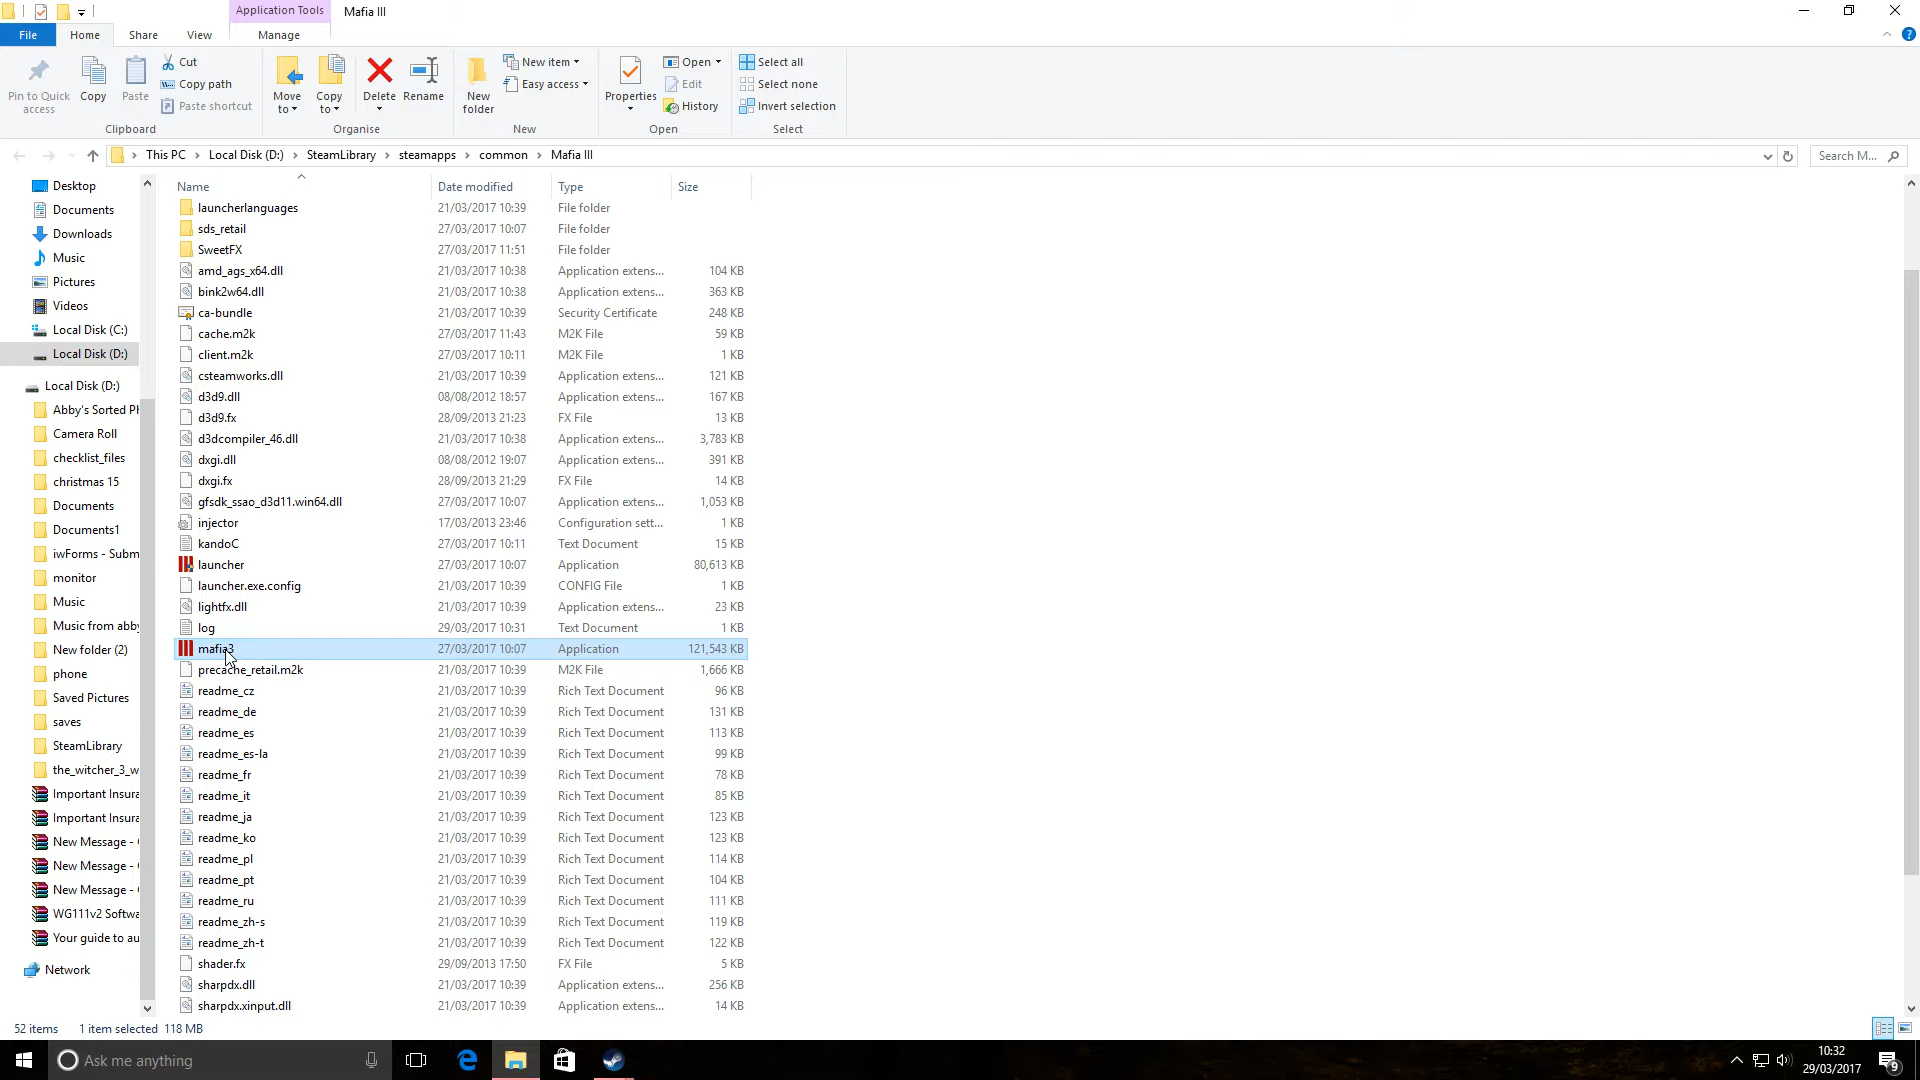 Application Tools
Mafia III
File
Home
Share
View
Manage
Pin to Quick access
Copy
Paste
Cut
Copy path
Paste shortcut
Clipboard
Move to
Copy to
Delete
Rename
Organise
New folder
New item
Easy access
New
Properties
Open
Edit
History
Open
Select all
Select none
Invert selection
Select
This PC > Local Disk (D:) > SteamLibrary > steamapps > common > Mafia III
Search M...
Desktop
Documents
Downloads
Music
Pictures
Videos
Local Disk (C:)
Local Disk (D:)
Local Disk (D:)
Abby's Sorted Ph
Camera Roll
checklist_files
christmas 15
Documents
Documents1
iwForms - Subm
monitor
Music
Music from abby
New folder (2)
phone
Saved Pictures
saves
SteamLibrary
the_witcher_3_w
Important Insura
Important Insura
New Message -
New Message -
New Message -
WG111v2 Softwa
Your guide to au
Network
Name Date modified Type Size
launcherlanguages 21/03/2017 10:39 File folder
sds_retail 27/03/2017 10:07 File folder
SweetFX 27/03/2017 11:51 File folder
amd_ags_x64.dll 21/03/2017 10:38 Application extens... 104 KB
bink2w64.dll 21/03/2017 10:38 Application extens... 363 KB
ca-bundle 21/03/2017 10:39 Security Certificate 248 KB
cache.m2k 27/03/2017 11:43 M2K File 59 KB
client.m2k 27/03/2017 10:11 M2K File 1 KB
csteamworks.dll 21/03/2017 10:39 Application extens... 121 KB
d3d9.dll 08/08/2012 18:57 Application extens... 167 KB
d3d9.fx 28/09/2013 21:23 FX File 13 KB
d3dcompiler_46.dll 21/03/2017 10:38 Application extens... 3,783 KB
dxgi.dll 08/08/2012 19:07 Application extens... 391 KB
dxgi.fx 28/09/2013 21:29 FX File 14 KB
gfsdk_ssao_d3d11.win64.dll 27/03/2017 10:07 Application extens... 1,053 KB
injector 17/03/2013 23:46 Configuration sett... 1 KB
kandoC 27/03/2017 10:11 Text Document 15 KB
launcher 27/03/2017 10:07 Application 80,613 KB
launcher.exe.config 21/03/2017 10:39 CONFIG File 1 KB
lightfx.dll 21/03/2017 10:39 Application extens... 23 KB
log 29/03/2017 10:31 Text Document 1 KB
mafia3 27/03/2017 10:07 Application 121,543 KB
precache_retail.m2k 21/03/2017 10:39 M2K File 1,666 KB
readme_cz 21/03/2017 10:39 Rich Text Document 96 KB
readme_de 21/03/2017 10:39 Rich Text Document 131 KB
readme_es 21/03/2017 10:39 Rich Text Document 113 KB
readme_es-la 21/03/2017 10:39 Rich Text Document 99 KB
readme_fr 21/03/2017 10:39 Rich Text Document 78 KB
readme_it 21/03/2017 10:39 Rich Text Document 85 KB
readme_ja 21/03/2017 10:39 Rich Text Document 123 KB
readme_ko 21/03/2017 10:39 Rich Text Document 123 KB
readme_pl 21/03/2017 10:39 Rich Text Document 114 KB
readme_pt 21/03/2017 10:39 Rich Text Document 104 KB
readme_ru 21/03/2017 10:39 Rich Text Document 111 KB
readme_zh-s 21/03/2017 10:39 Rich Text Document 119 KB
readme_zh-t 21/03/2017 10:39 Rich Text Document 122 KB
shader.fx 29/09/2013 17:50 FX File 5 KB
sharpdx.dll 21/03/2017 10:39 Application extens... 256 KB
sharpdx.xinput.dll 21/03/2017 10:39 Application extens... 14 KB
52 items 1 item selected 118 MB
Ask me anything
10:32
29/03/2017
9